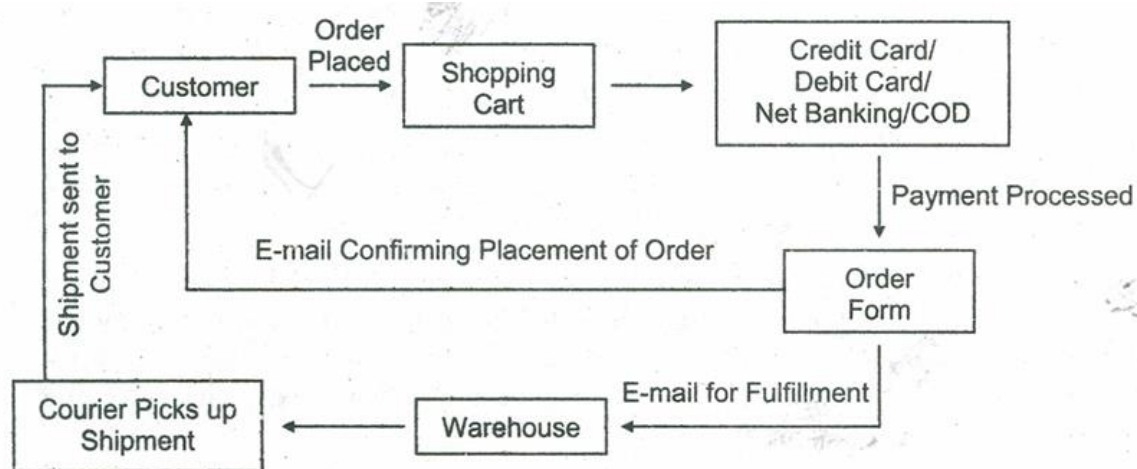 Order
Placed
Customer
Shopping
Cart
Credit Card/
Debit Card/
Net Banking/COD
Payment Processed
Shipment sent to
Customer
E-mail Confirming Placement of Order
Order
Form
E-mail for Fulfillment
Courier Picks up
Shipment
Warehouse